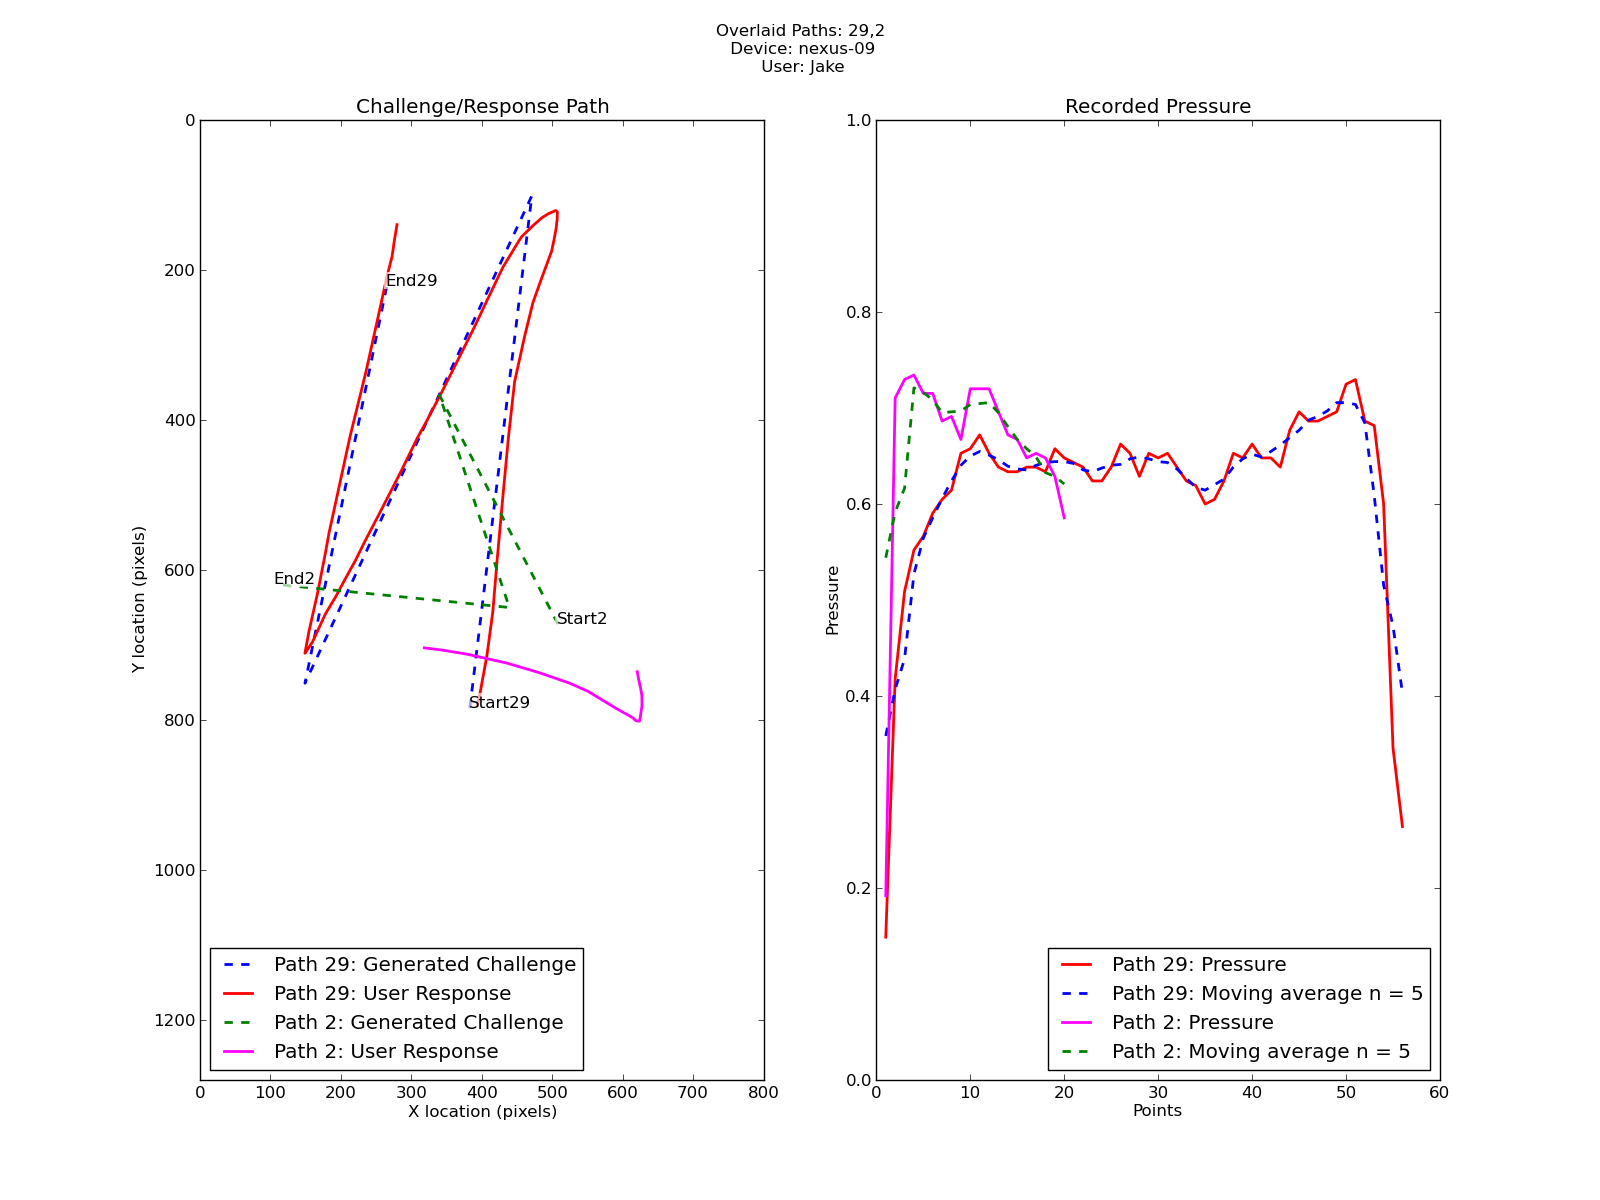 Overlaid Paths: 29,2
Device: nexus-09
User: Jake
Challenge/Response Path
0
200
400
600
800
1000
1200
Y location (pixels)
End29
End2
Start2
Start29
Path 29: Generated Challenge
Path 29: User Response
Path 2: Generated Challenge
Path 2: User Response
0 100 200 300 400 500 600 700 800
X location (pixels)
Recorded Pressure
1.0
0.8
0.6
0.4
0.2
0.0
Pressure
Path 29: Pressure
Path 29: Moving average n = 5
Path 2: Pressure
Path 2: Moving average n = 5
0 10 20 30 40 50 60
Points